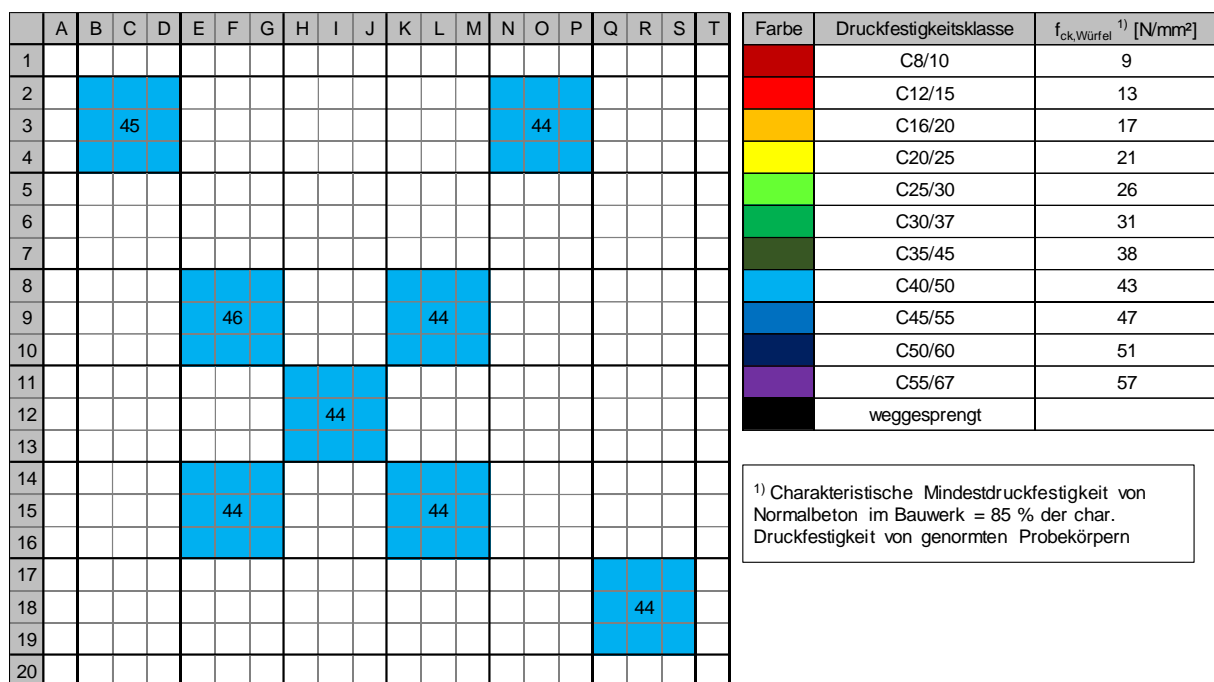 A B C D E F G H I J K L M N O P Q R S T
1
2
3 45 44
4
5
6
7
8
9 46 44
10
11
12 44
13
14
15 44 44
16
17
18 44
19
20
Farbe Druckfestigkeitsklasse fck,Würfel 1) [N/mm²]
C8/10 9
C12/15 13
C16/20 17
C20/25 21
C25/30 26
C30/37 31
C35/45 38
C40/50 43
C45/55 47
C50/60 51
C55/67 57
weggesprengt
1) Charakteristische Mindestdruckfestigkeit von
Normalbeton im Bauwerk = 85 % der char.
Druckfestigkeit von genormten Probekörpern